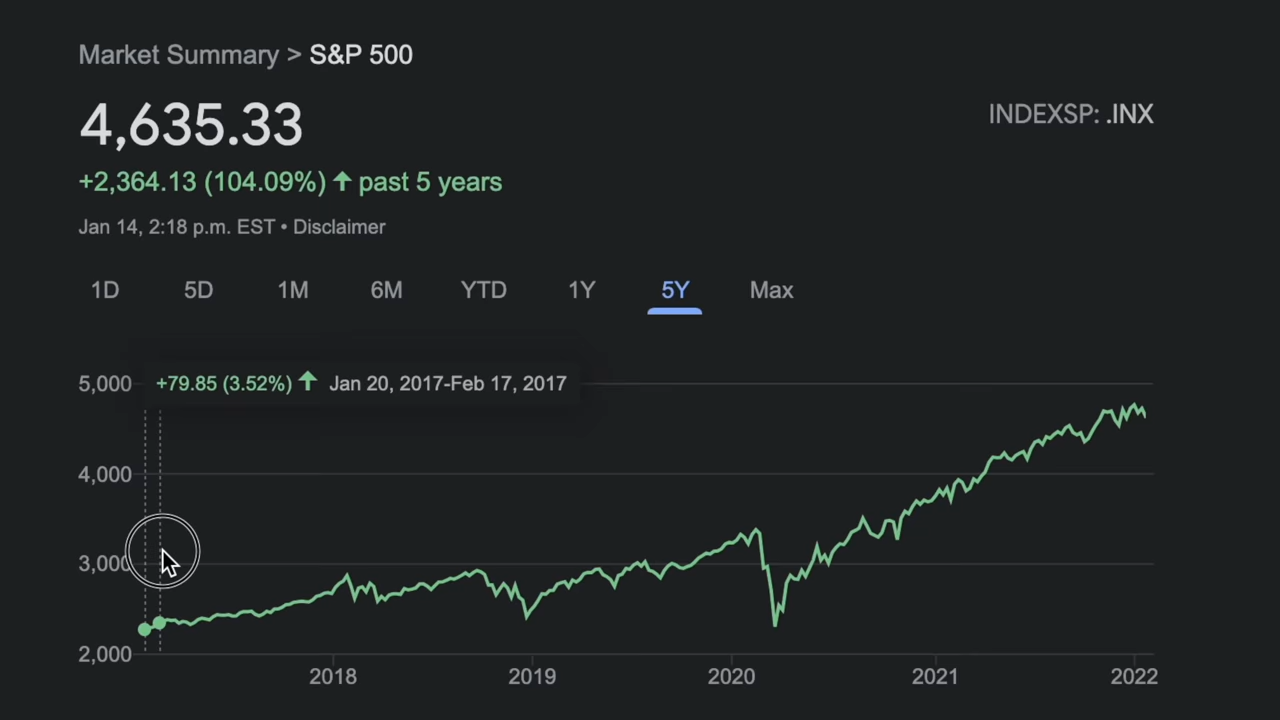 Market Summary > S&P 500
4,635.33
INDEXSP: .INX
+2,364.13 (104.09%) ↑ past 5 years
Jan 14, 2:18 p.m. EST • Disclaimer
1D 5D 1M 6M YTD 1Y 5Y Max
5,000
+79.85 (3.52%) ↑ Jan 20, 2017-Feb 17, 2017
4,000
3,000
2,000
2018 2019 2020 2021 2022